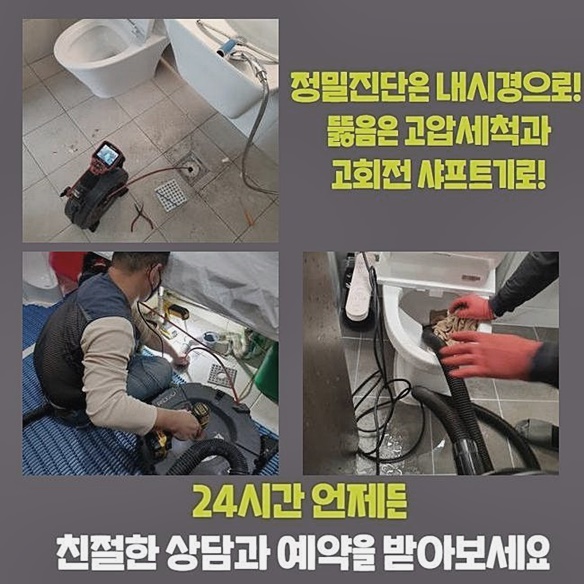 정밀진단은 내시경으로!
뚫음은 고압세척과
고회전 샤프트기로!
24시간 언제든
친절한 상담과 예약을 받아보세요